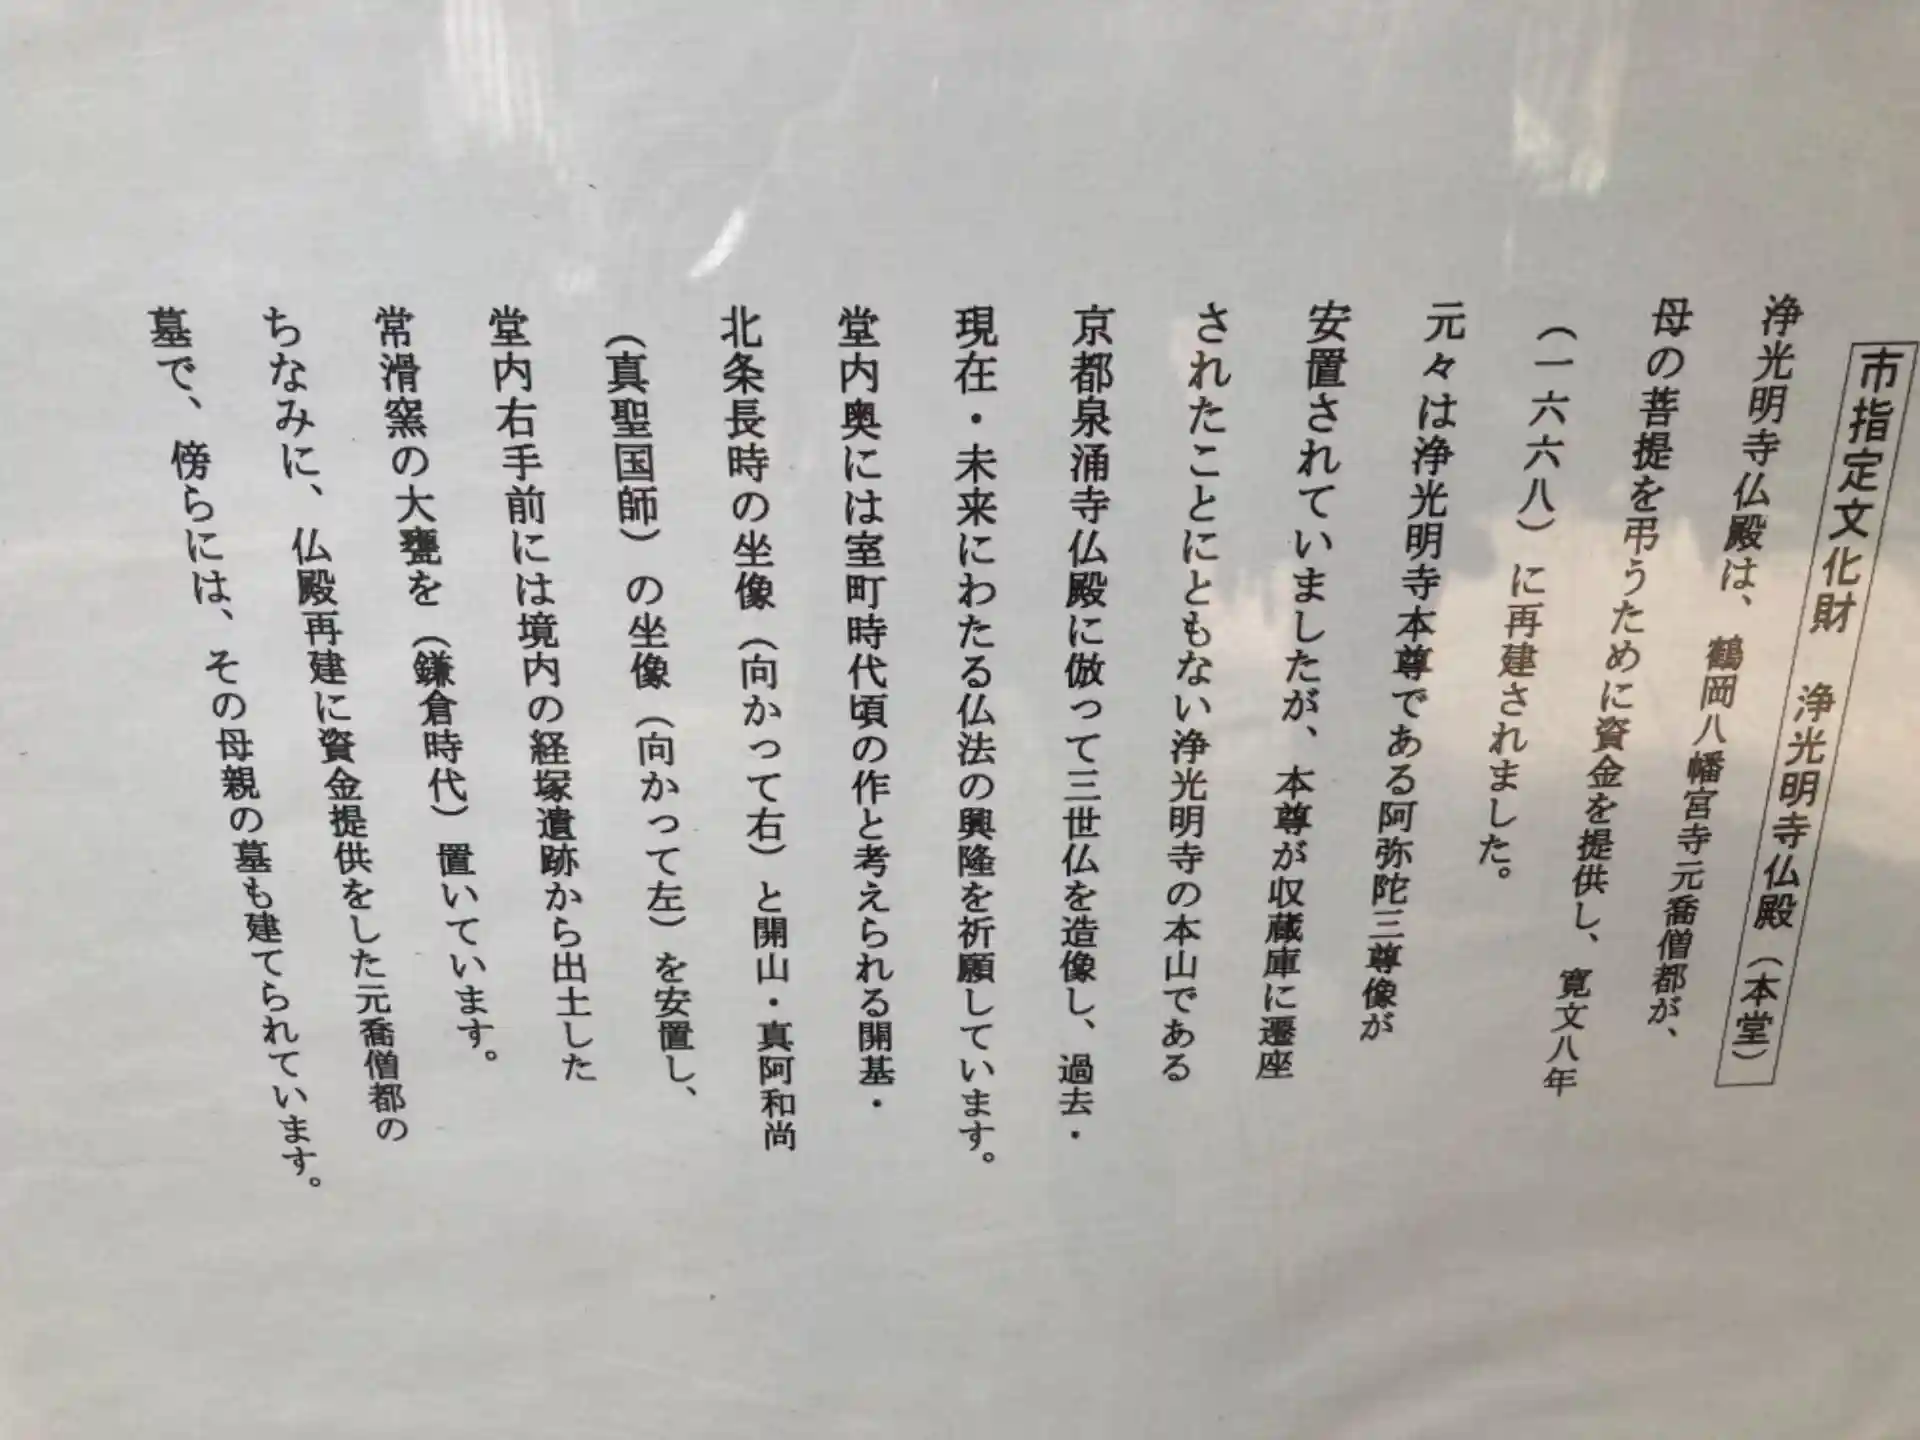 市指定文化財　浄光明寺仏殿（本堂）
浄光明寺仏殿は、鶴岡八幡宮寺元喬僧都が、
母の菩提を弔うために資金を提供し、寛文八年
（一六六八）に再建されました。
元々は浄光明寺本尊である阿弥陀三尊像が
安置されていましたが、本尊が収蔵庫に遷座
されたことにともない浄光明寺の本山である
京都泉涌寺仏殿に倣って三世仏を造像し、過去・
現在・未来にわたる仏法の興隆を祈願しています。
堂内奥には室町時代頃の作と考えられる開基・
北条長時の坐像（向かって右）と開山・真阿和尚
（真聖国師）の坐像（向かって左）を安置し、
堂内右手前には境内の経塚遺跡から出土した
常滑窯の大甕を（鎌倉時代）置いています。
ちなみに、仏殿再建に資金提供をした元喬僧都の
墓で、傍らには、その母親の墓も建てられています。